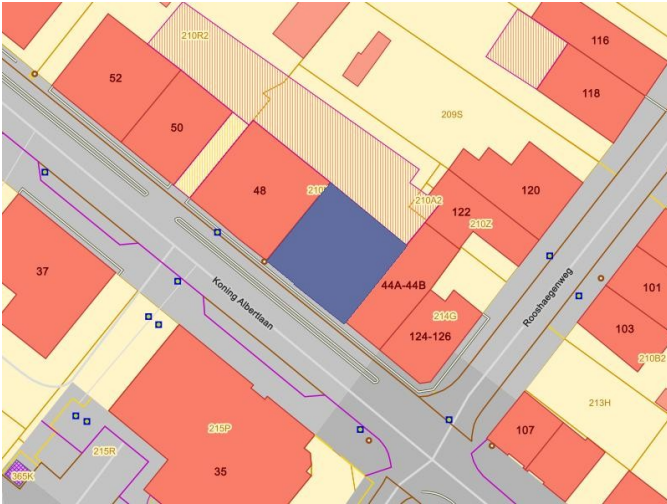 116
210R2
52
118
50
209S
120
48
210
210A2
122
210Z
37
44A-44B
Koning Albertlaan
Rooshaegenweg
101
214G
103
124-126
210B2
213H
215P
107
215R
35
365K